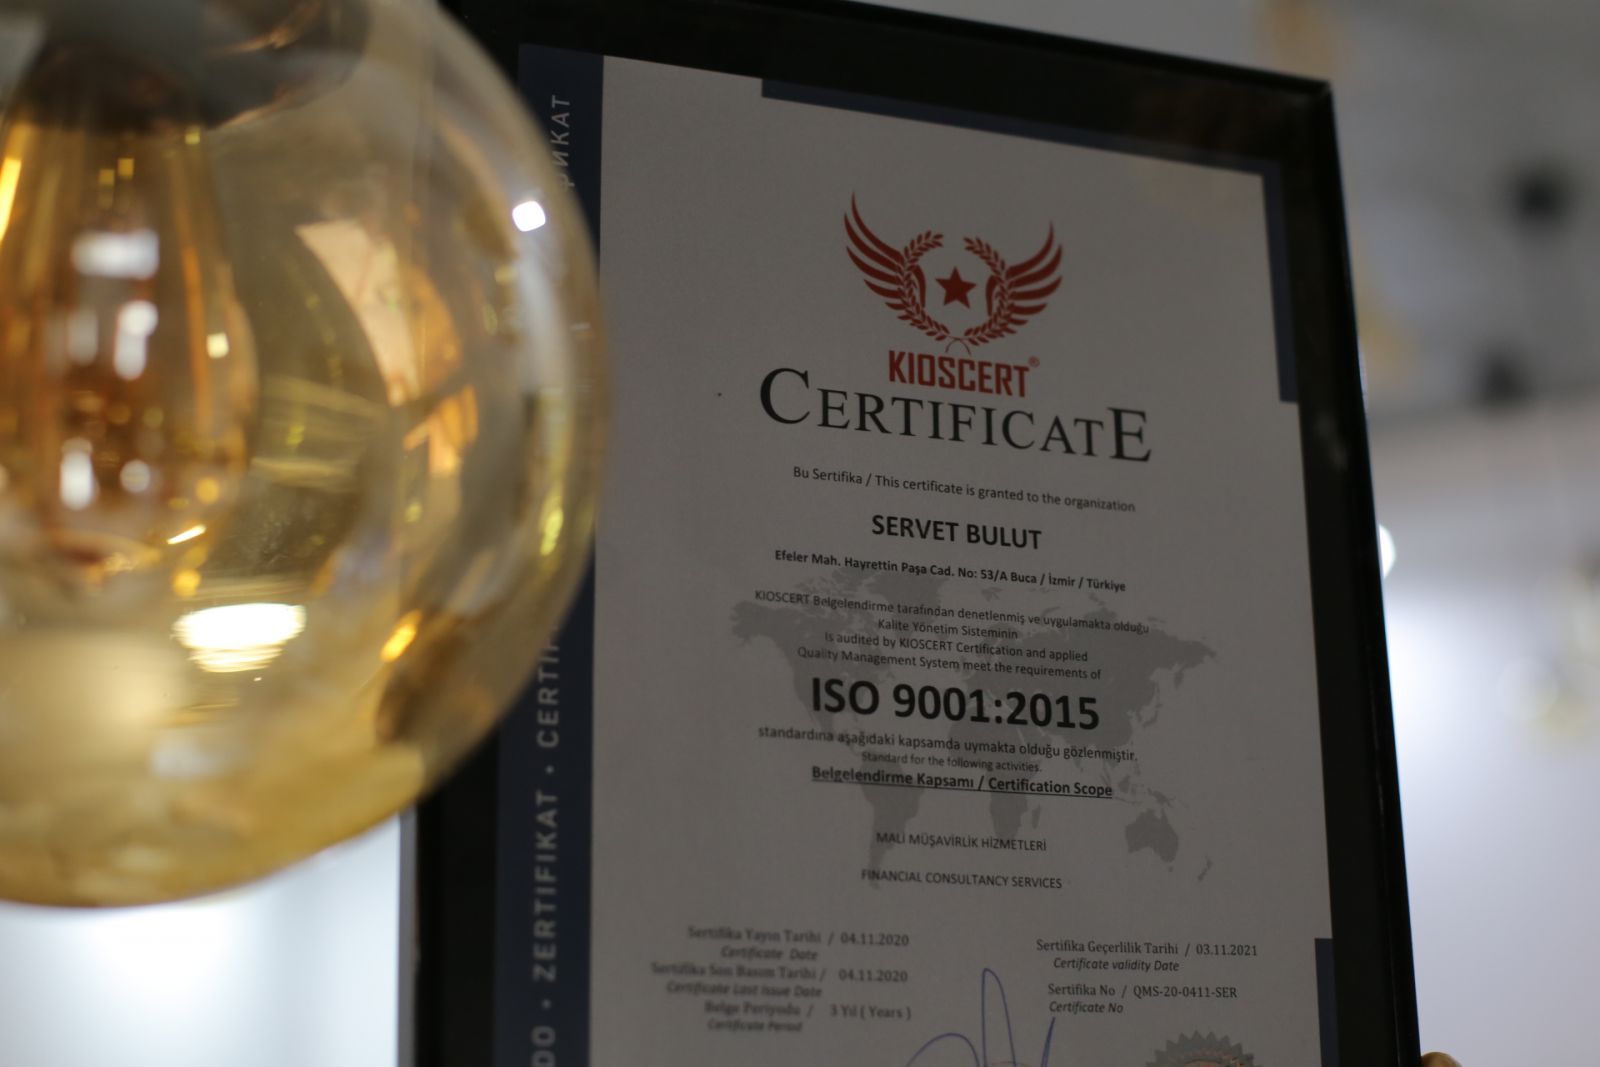 KIOSCERT®
CERTIFICATE
Bu Sertifika / This certificate is granted to the organization
SERVET BULUT
Efeler Mah. Hayrettin Paşa Cad. No: 53/A Buca / İzmir / Türkiye
KIOSCERT Belgelendirme tarafından denetlenmiş ve uygulamakta olduğu
Kalite Yönetim Sisteminin
Is audited by KIOSCERT Certification and applied
Quality Management System meet the requirements of
ISO 9001:2015
standardına aşağıdaki kapsamda uymakta olduğu gözlenmiştir.
Standard for the following activities.
Belgelendirme Kapsamı / Certification Scope
MALİ MÜŞAVİRLİK HİZMETLERİ
FINANCIAL CONSULTANCY SERVICES
Sertifika Yayın Tarihi / 04.11.2020
Certificate Date
Sertifika Son Basım Tarihi / 04.11.2020
Certificate Last Issue Date
Belge Periyodu / 3 Yıl ( Years )
Certificate Period
Sertifika Geçerlilik Tarihi / 03.11.2021
Certificate validity Date
Sertifika No / QMS-20-0411-SER
Certificate No
DO • ZERTIFIKAT • CERTIF
ФИКАТ